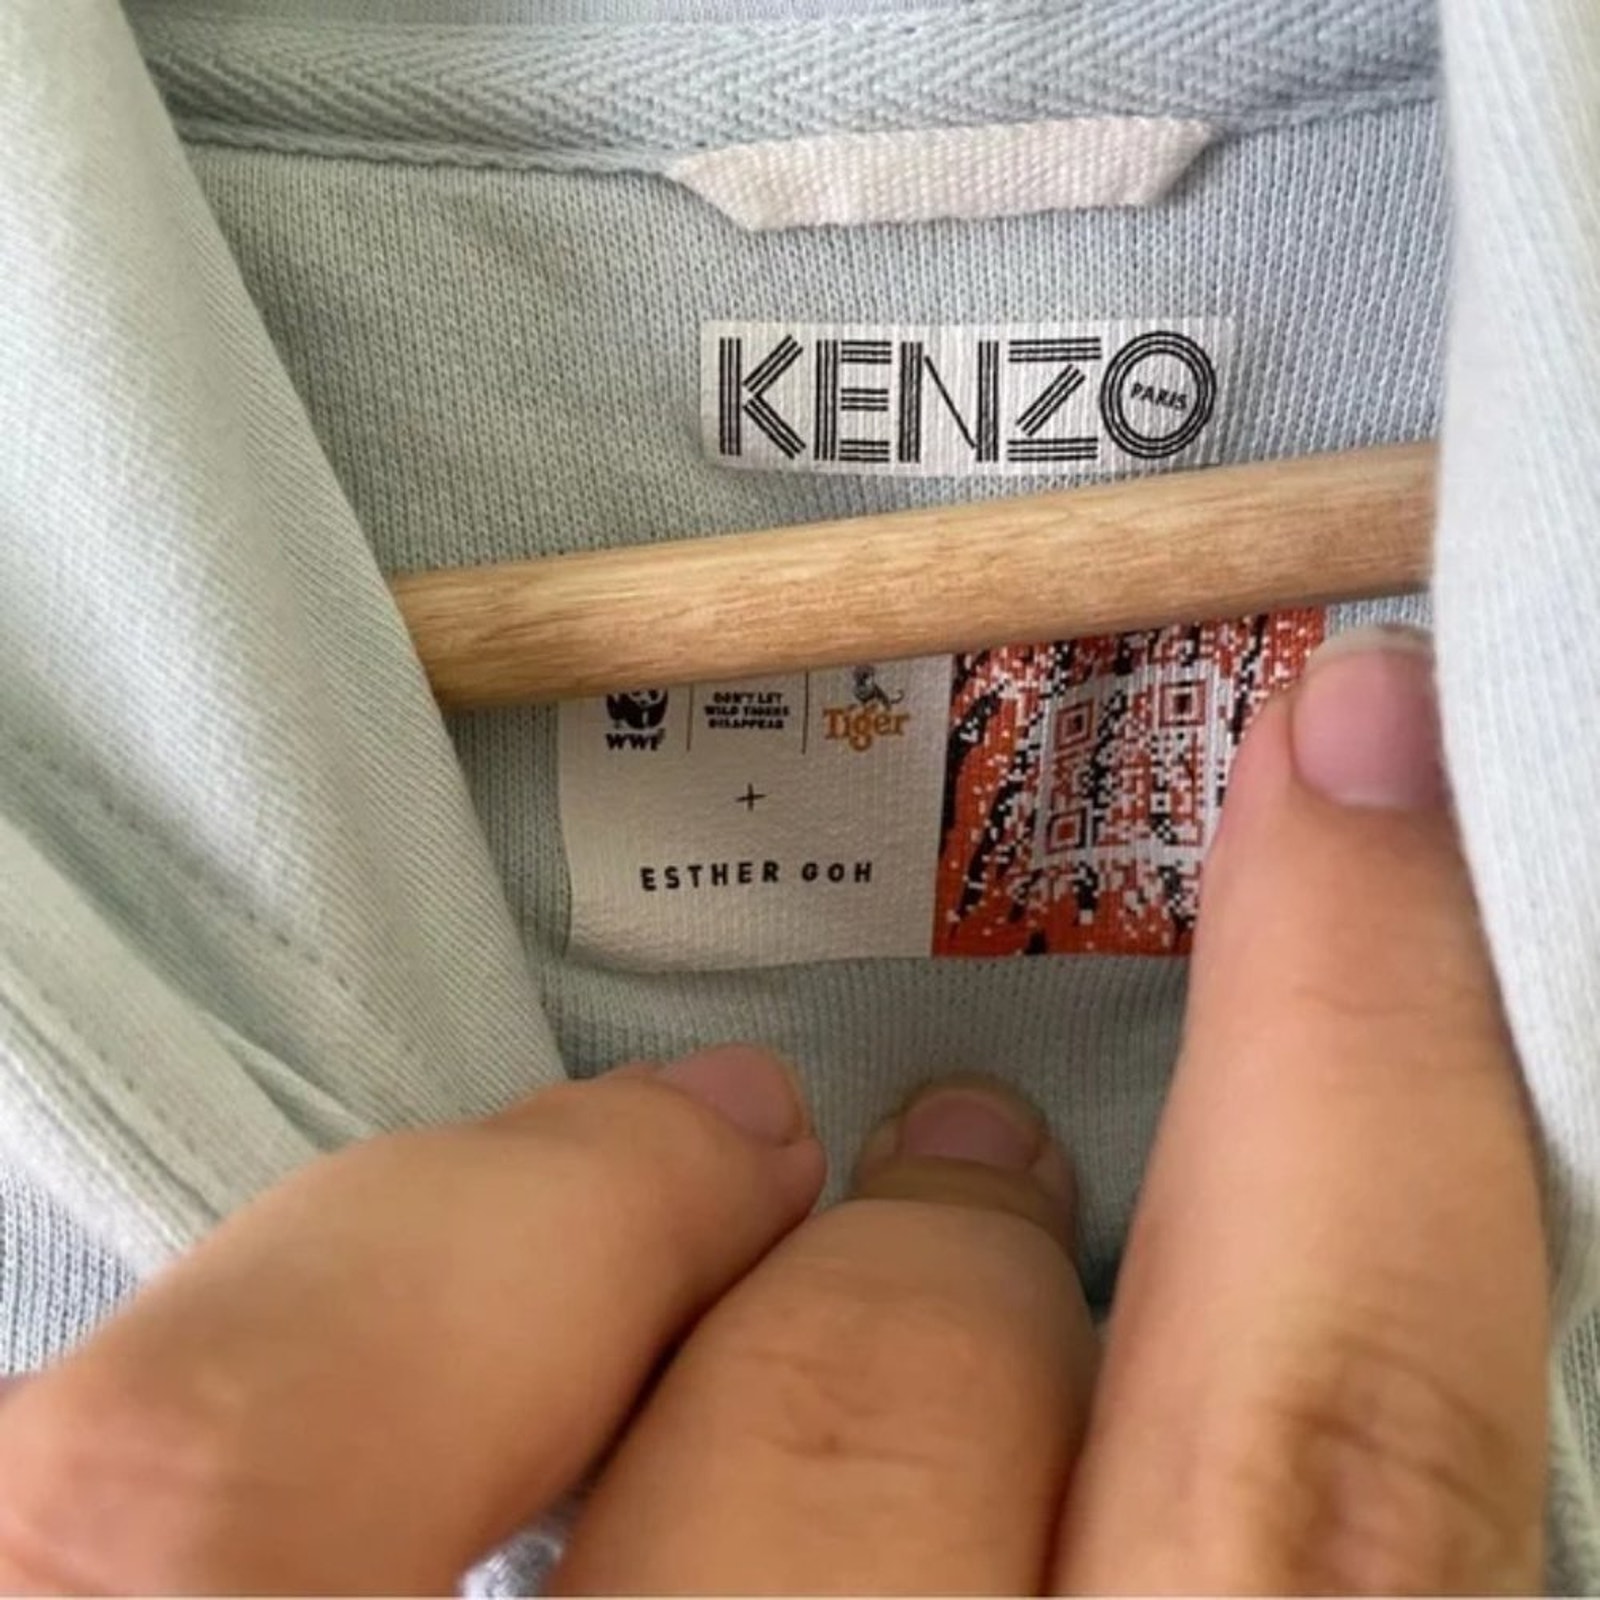 KENZO
PARIS
WWF
DON'T LET
WILD TIGERS
DISAPPEAR
Tiger
+
ESTHER GOH